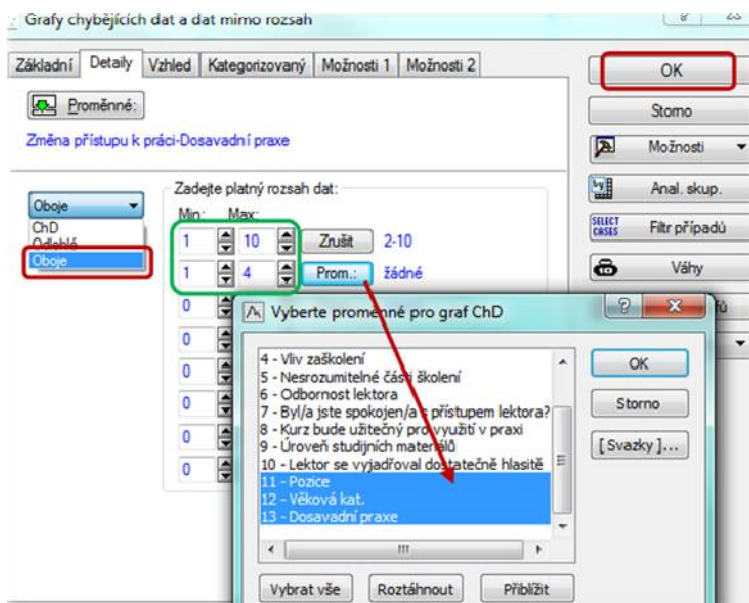 Grafy chybějících dat a dat mimo rozsah
Základní Detaily Vzhled Kategorizovaný Možnosti 1 Možnosti 2
Proměnné:
Změna přístupu k práci-Dosavadní praxe
Oboje
ChD
Odlehlé
Oboje
Zadejte platný rozsah dat:
Min: Max:
1 10 Zrušit 2-10
1 4 Prom.: žádné
0
0
0
0
0
0
OK
Storno
Možnosti
Anal. skup.
SELECT CASES Filtr případů
Váhy
fů
Vyberte proměnné pro graf ChD
4 - Vliv zaškolení
5 - Nesrozumitelné části školení
6 - Odbornost lektora
7 - Byl/a jste spokojen/a s přístupem lektora?
8 - Kurz bude užitečný pro využití v praxi
9 - Úroveň studijních materiálů
10 - Lektor se vyjadřoval dostatečně hlasitě
11 - Pozice
12 - Věková kat.
13 - Dosavadní praxe
OK
Storno
[ Svazky ]...
Vybrat vše Roztáhnout Přiblížit